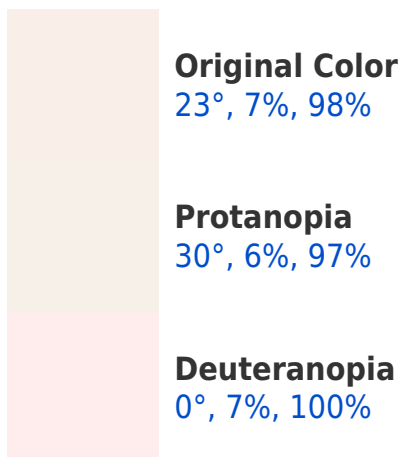 Original Color
23°, 7%, 98%
Protanopia
30°, 6%, 97%
Deuteranopia
0°, 7%, 100%